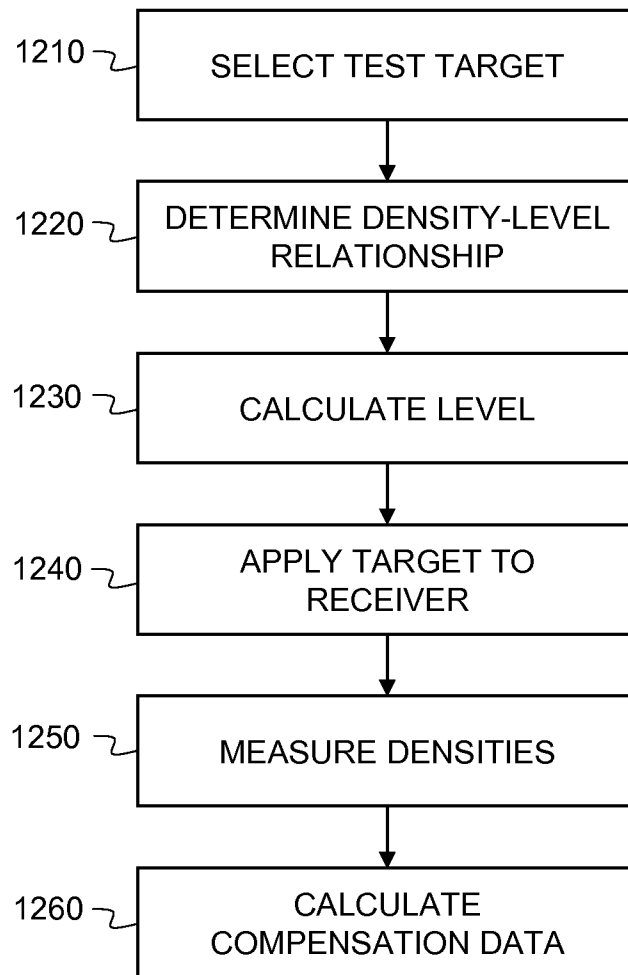 1210
SELECT TEST TARGET
1220
DETERMINE DENSITY-LEVEL
RELATIONSHIP
1230
CALCULATE LEVEL
1240
APPLY TARGET TO
RECEIVER
1250
MEASURE DENSITIES
1260
CALCULATE
COMPENSATION DATA